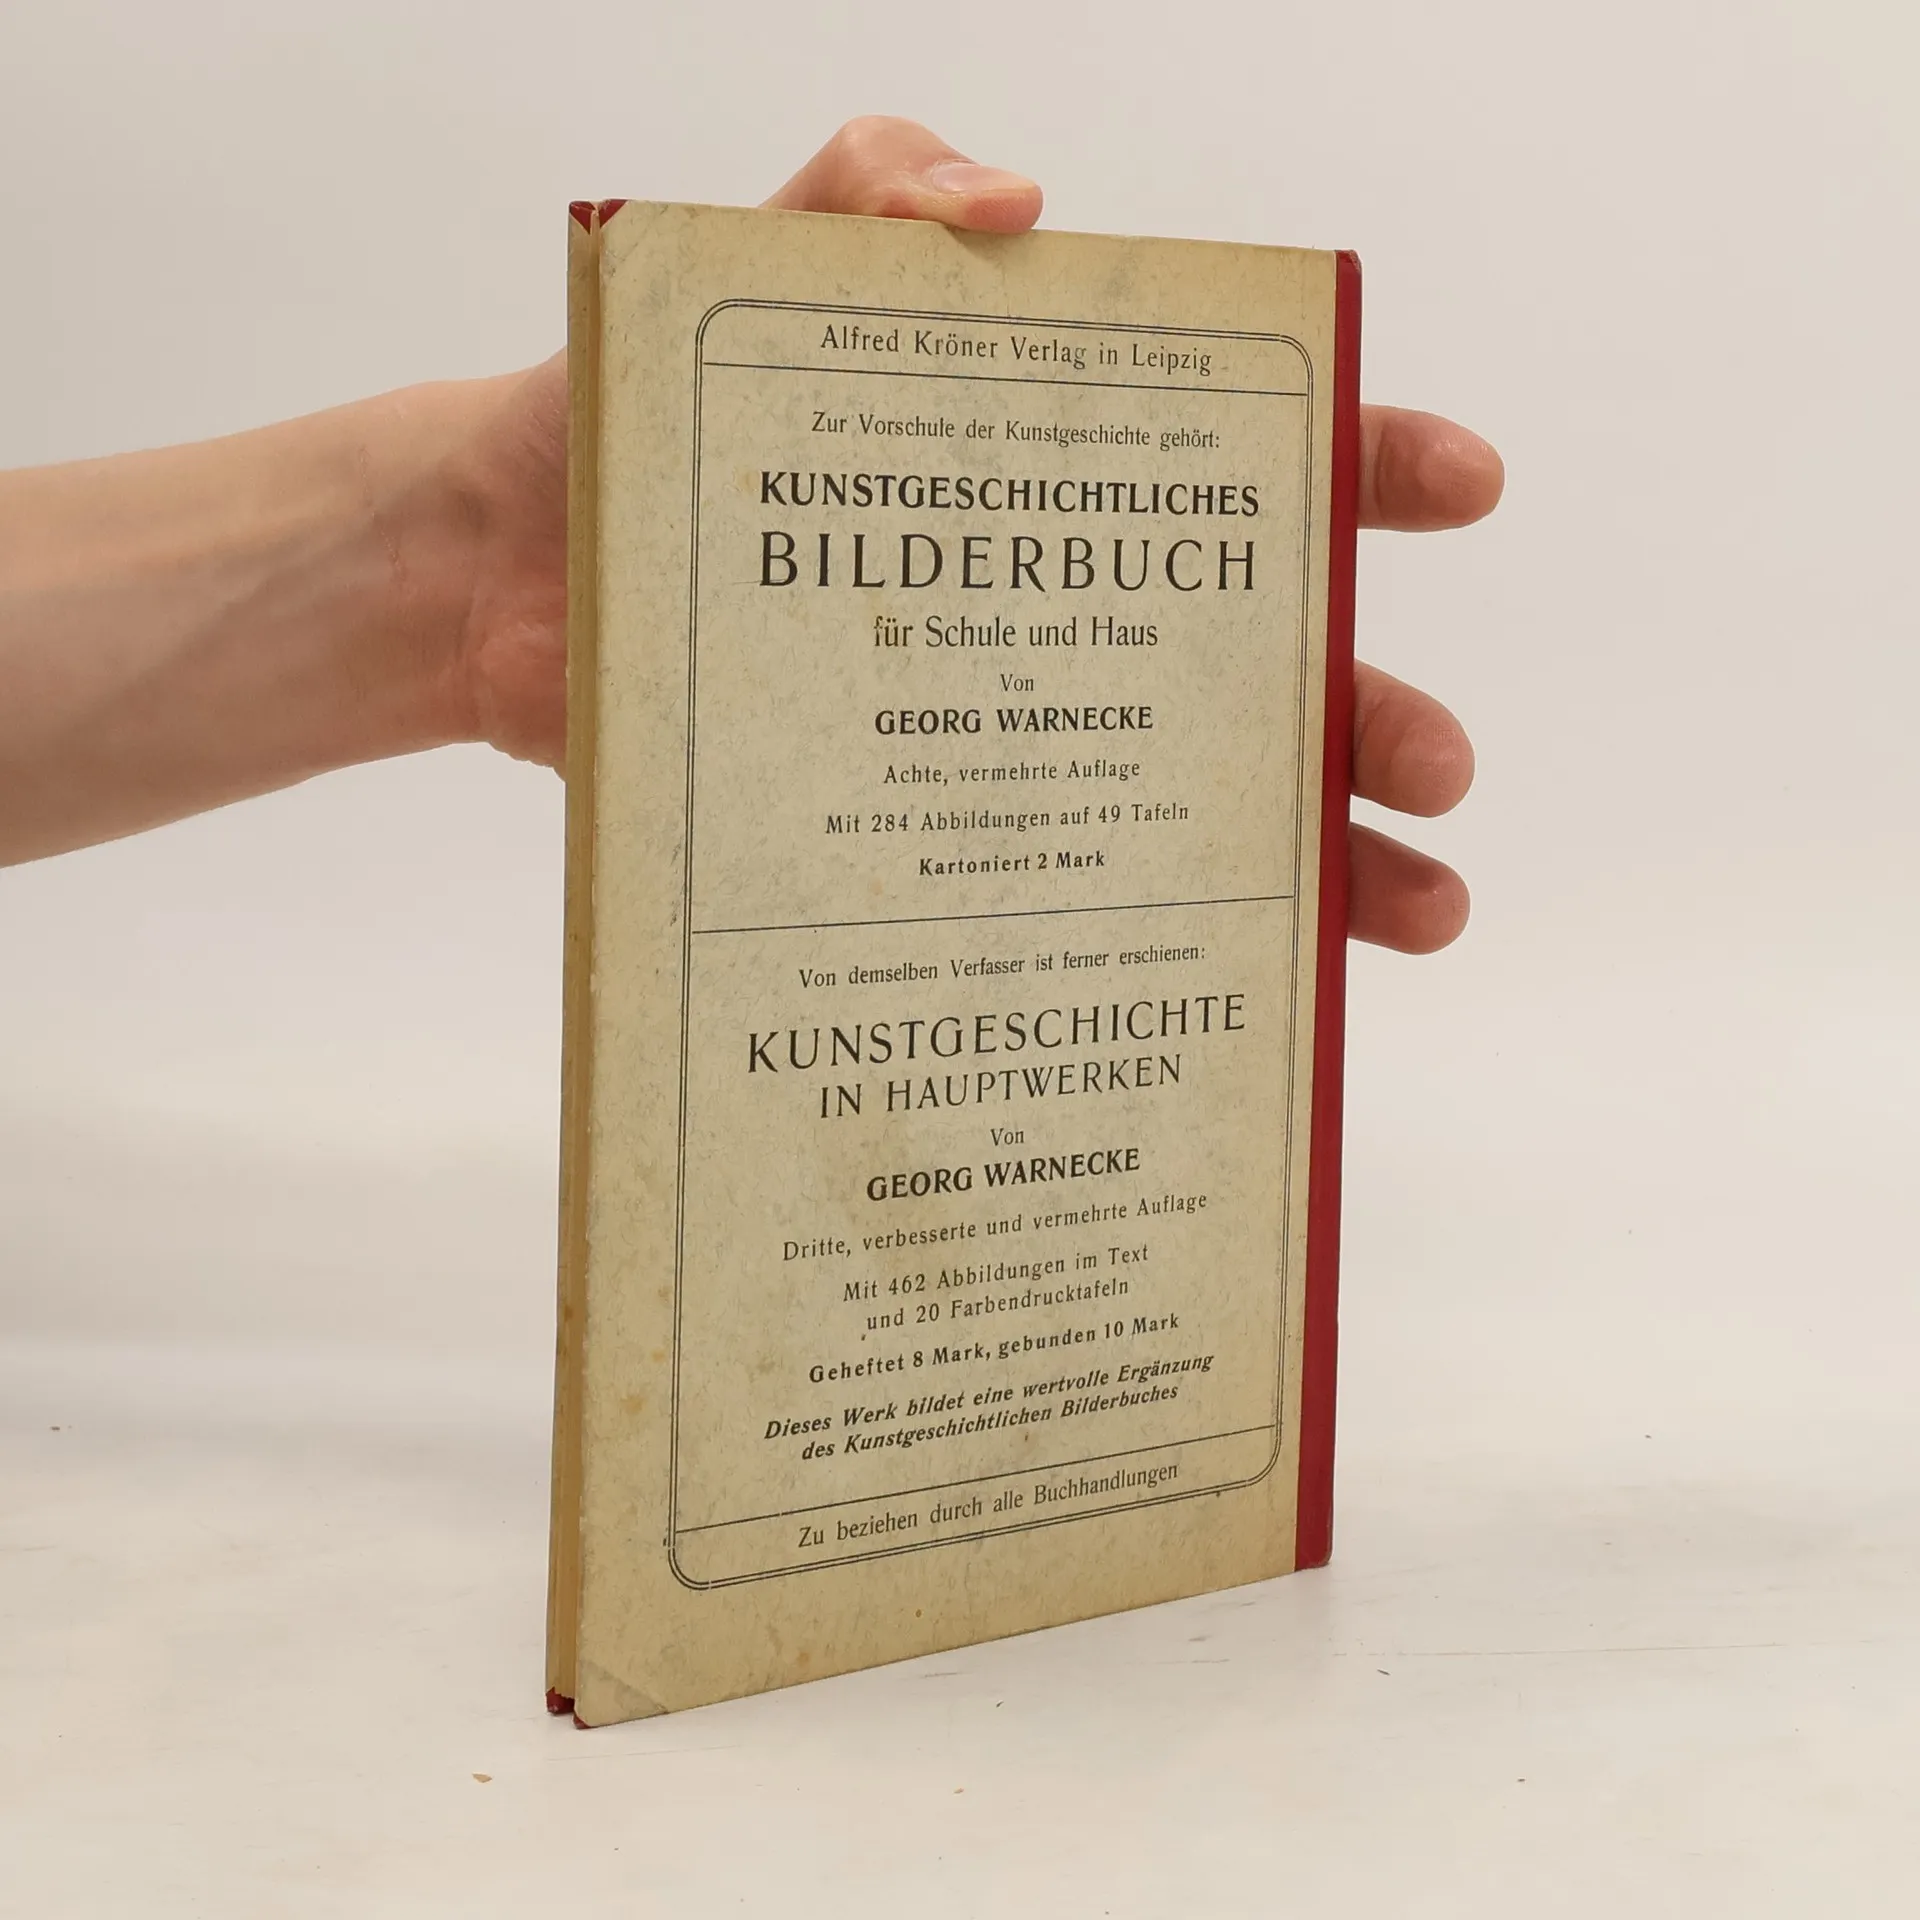 Alfred Kröner Verlag in Leipzig
Zur Vorschule der Kunstgeschichte gehört:
KUNSTGESCHICHTLICHES
BILDERBUCH
für Schule und Haus
Von
GEORG WARNECKE
Achte, vermehrte Auflage
Mit 284 Abbildungen auf 49 Tafeln
Kartoniert 2 Mark
Von demselben Verfasser ist ferner erschienen:
KUNSTGESCHICHTE
IN HAUPTWERKEN
Von
GEORG WARNECKE
Dritte, verbesserte und vermehrte Auflage
Mit 462 Abbildungen im Text
und 20 Farbendrucktafeln
Geheftet 8 Mark, gebunden 10 Mark
Dieses Werk bildet eine wertvolle Ergänzung
des Kunstgeschichtlichen Bilderbuches
Zu beziehen durch alle Buchhandlungen